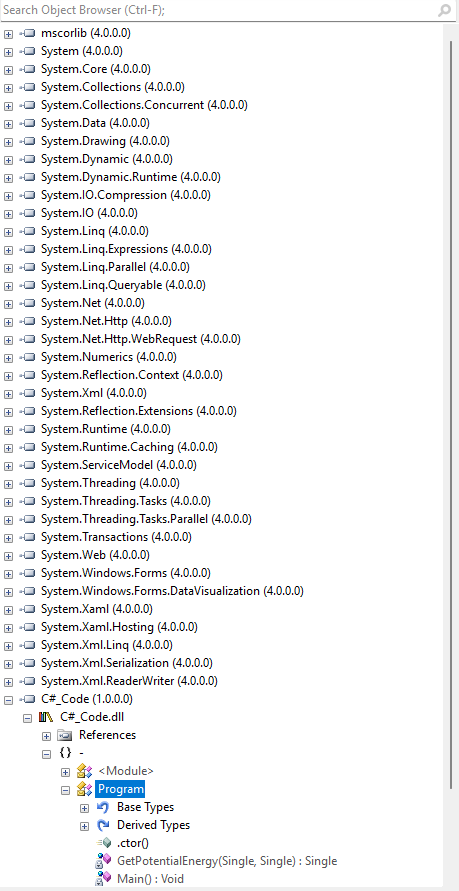 Search Object Browser (Ctrl-F);
mscorlib (4.0.0.0)
System (4.0.0.0)
System.Core (4.0.0.0)
System.Collections (4.0.0.0)
System.Collections.Concurrent (4.0.0.0)
System.Data (4.0.0.0)
System.Drawing (4.0.0.0)
System.Dynamic (4.0.0.0)
System.Dynamic.Runtime (4.0.0.0)
System.IO.Compression (4.0.0.0)
System.IO (4.0.0.0)
System.Linq (4.0.0.0)
System.Linq.Expressions (4.0.0.0)
System.Linq.Parallel (4.0.0.0)
System.Linq.Queryable (4.0.0.0)
System.Net (4.0.0.0)
System.Net.Http (4.0.0.0)
System.Net.Http.WebRequest (4.0.0.0)
System.Numerics (4.0.0.0)
System.Reflection.Context (4.0.0.0)
System.Xml (4.0.0.0)
System.Reflection.Extensions (4.0.0.0)
System.Runtime (4.0.0.0)
System.Runtime.Caching (4.0.0.0)
System.ServiceModel (4.0.0.0)
System.Threading (4.0.0.0)
System.Threading.Tasks (4.0.0.0)
System.Threading.Tasks.Parallel (4.0.0.0)
System.Transactions (4.0.0.0)
System.Web (4.0.0.0)
System.Windows.Forms (4.0.0.0)
System.Windows.Forms.DataVisualization (4.0.0.0)
System.Xaml (4.0.0.0)
System.Xaml.Hosting (4.0.0.0)
System.Xml.Linq (4.0.0.0)
System.Xml.Serialization (4.0.0.0)
System.Xml.ReaderWriter (4.0.0.0)
C#_Code (1.0.0.0)
C#_Code.dll
References
{} -
<Module>
Program
Base Types
Derived Types
.ctor()
GetPotentialEnergy(Single, Single) : Single
Main() : Void